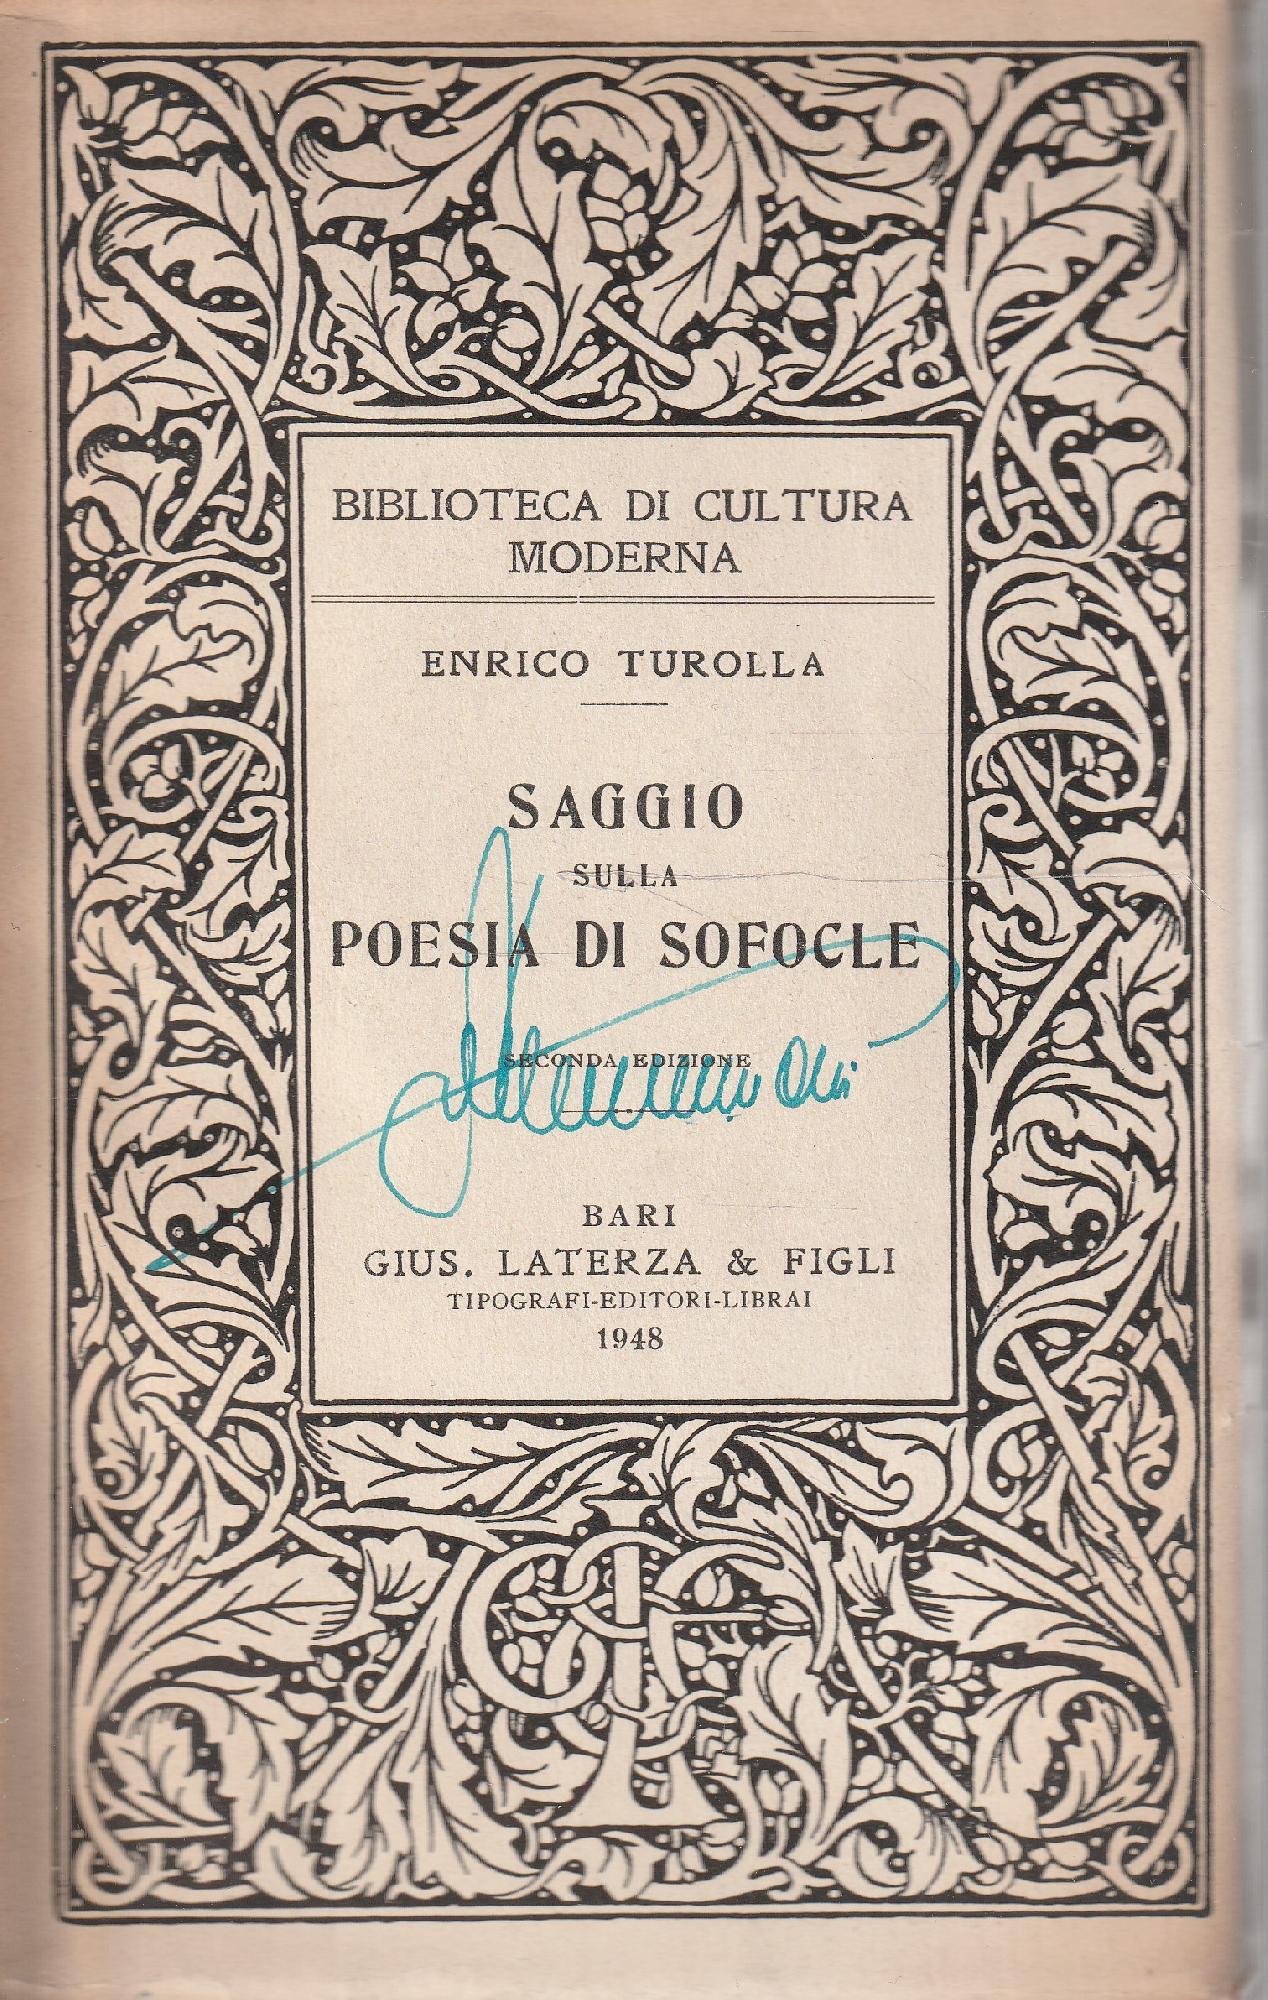 BIBLIOTECA DI CULTURA
MODERNA
ENRICO TUROLLA
SAGGIO
SULLA
POESIA DI SOFOCLE
SECONDA EDIZIONE
BARI
GIUS. LATERZA & FIGLI
TIPOGRAFI-EDITORI-LIBRAI
1948